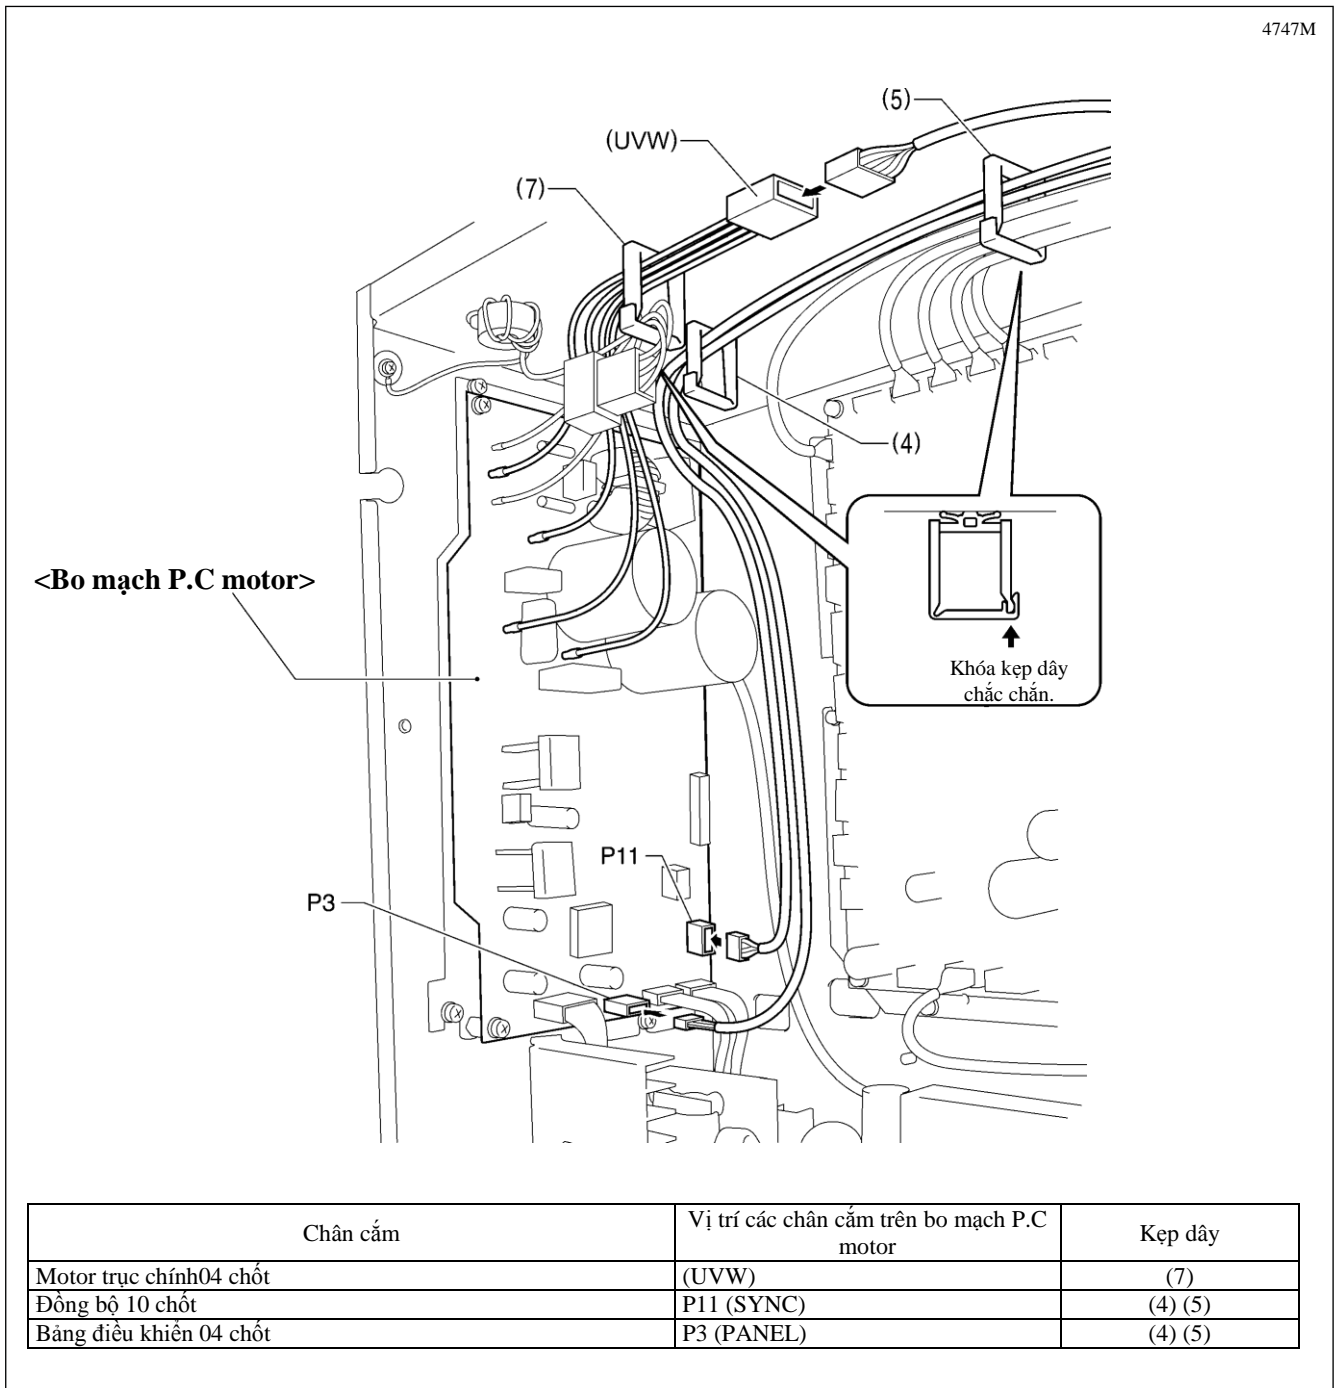 4747M
(5)
(UVW)
(7)
(4)
<Bo mạch P.C motor>
Khóa kẹp dây
chắc chắn.
P11
P3
Chân cắm
Vị trí các chân cắm trên bo mạch P.C
motor
Kẹp dây
Motor trục chính04 chốt
(UVW)
(7)
Đồng bộ 10 chốt
P11 (SYNC)
(4) (5)
Bảng điều khiển 04 chốt
P3 (PANEL)
(4) (5)